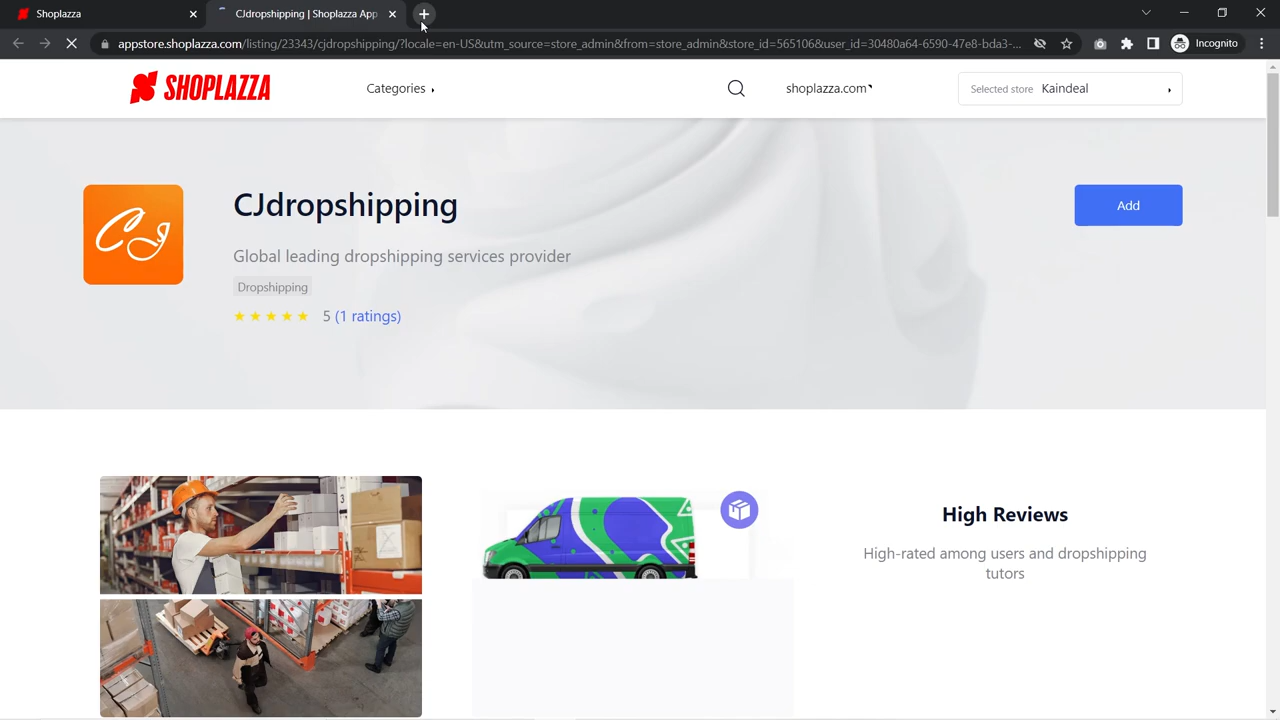 Shoplazza
CJdropshipping | Shoplazza App
appstore.shoplazza.com/listing/23343/cjdropshipping/?locale=en-US&utm_source=store_admin&from=store_admin&store_id=565106&user_id=30480a64-6590-47e8-bda3-...
Incognito
SHOPLAZZA
Categories
shoplazza.com
Selected store Kaindeal
CJ
CJdropshipping
Add
Global leading dropshipping services provider
Dropshipping
5 (1 ratings)
High Reviews
High-rated among users and dropshipping
tutors